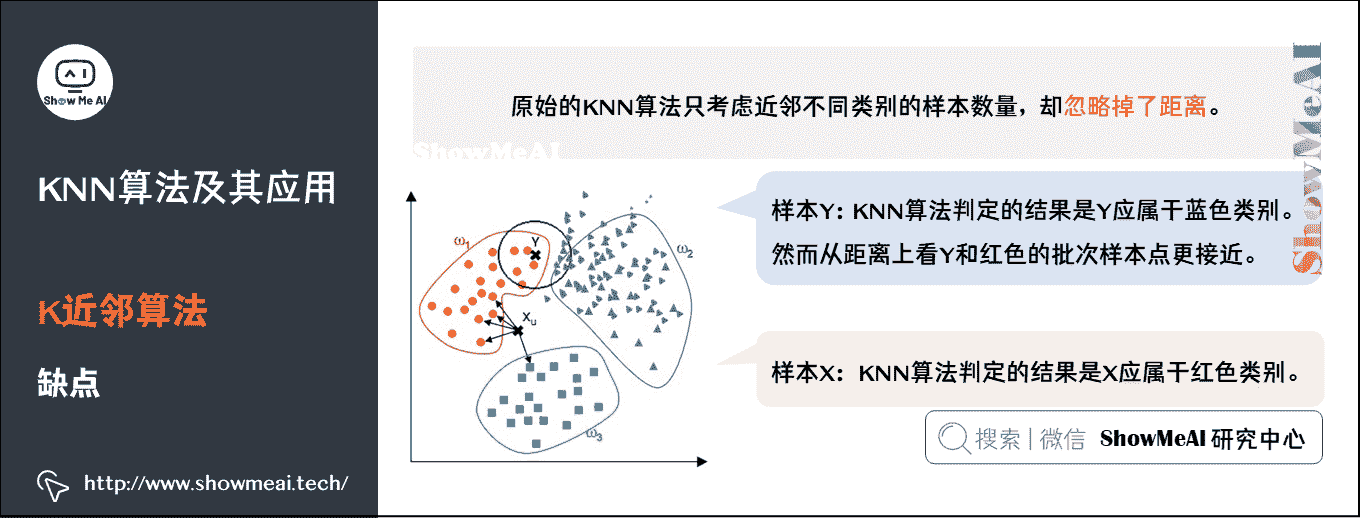 Show Me AI
KNN算法及其应用
K近邻算法
缺点
http://www.showmeai.tech/
原始的KNN算法只考虑近邻不同类别的样本数量，却忽略掉了距离。
ShowMeAI
ShowMeAI
样本Y: KNN算法判定的结果是Y应属于蓝色类别。
然而从距离上看Y和红色的批次样本点更接近。
ω1
Y
ω2
Xu
ω3
样本X: KNN算法判定的结果是X应属于红色类别。
搜索 | 微信 ShowMeAI 研究中心